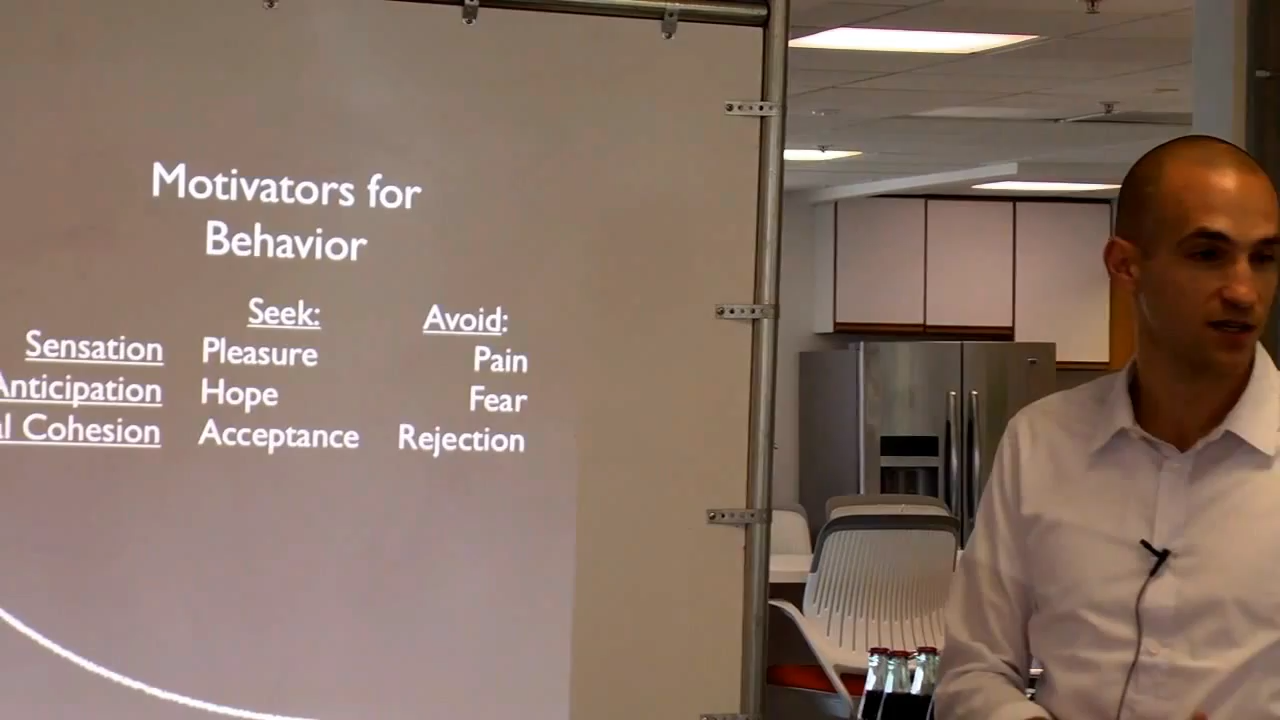 Motivators for
Behavior
Seek: Avoid:
Sensation Pleasure Pain
Anticipation Hope Fear
Cohesion Acceptance Rejection